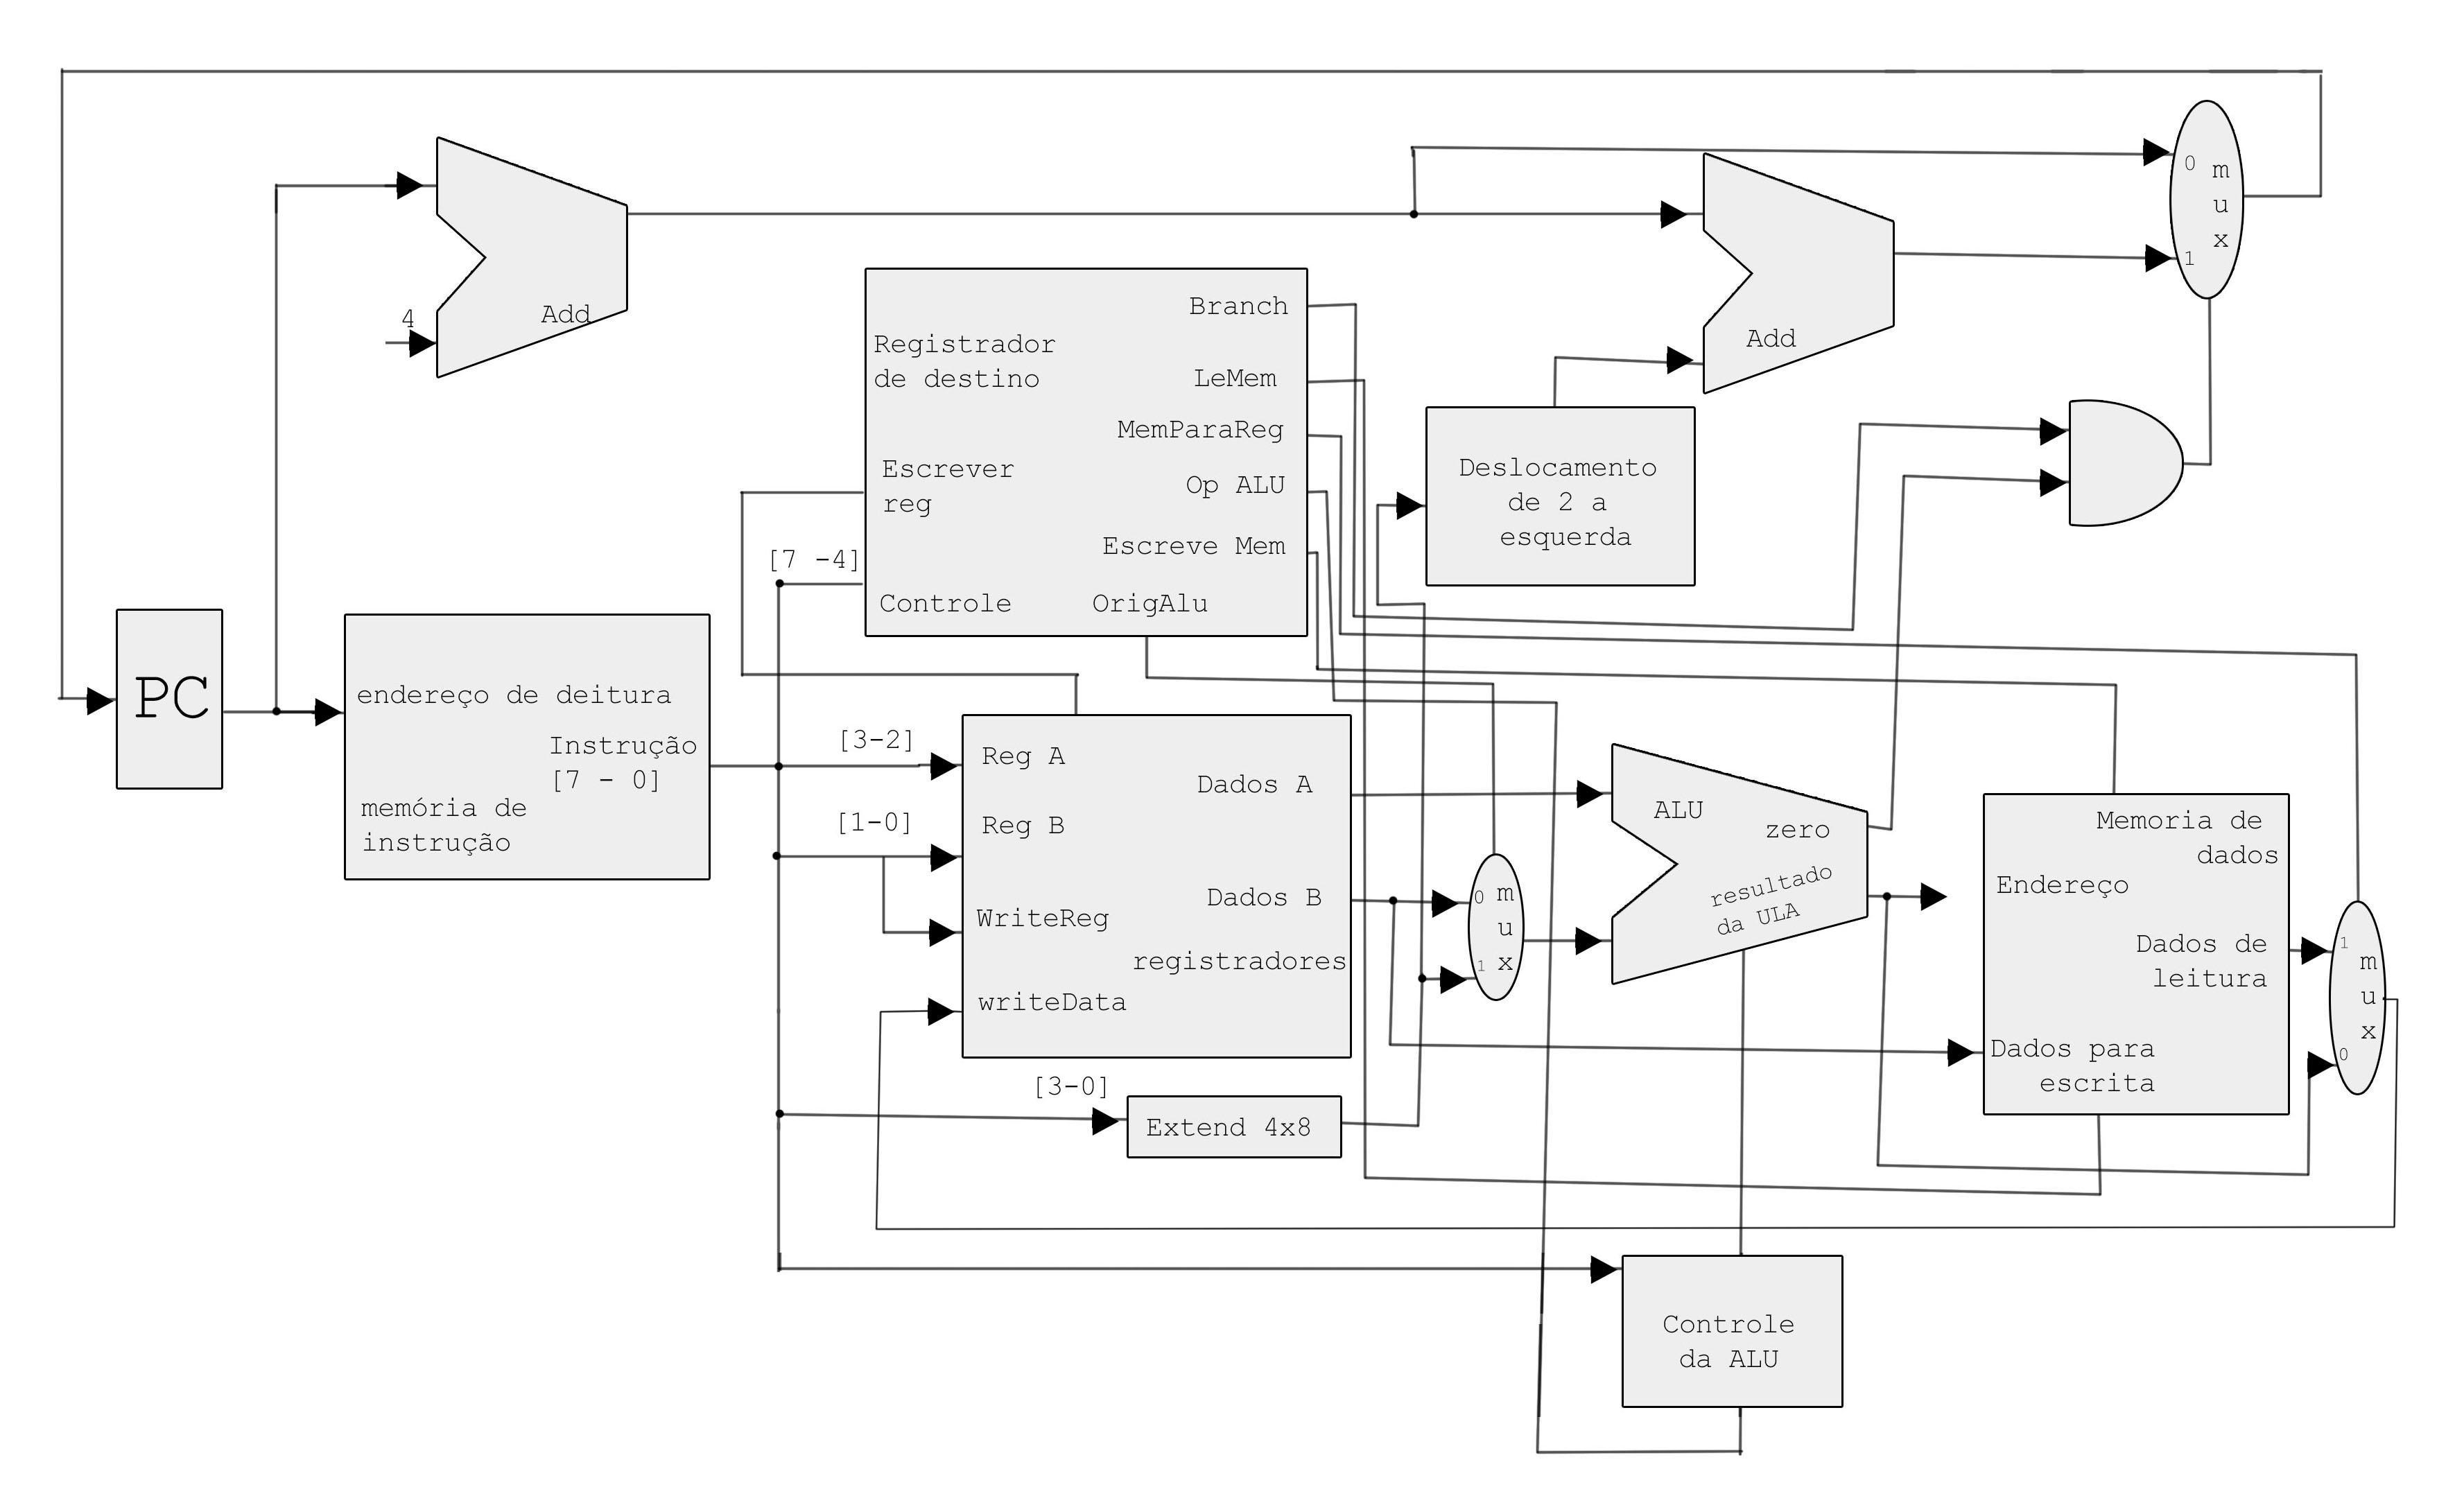 0
m
u
x
1
4
Add
Add
Branch
Registrador
de destino
LeMem
MemParaReg
Escrever
reg
Op ALU
Escreve Mem
[7 -4]
Controle
OrigAlu
Deslocamento
de 2 a
esquerda
PC
endereço de deitura
Instrução
[7 - 0]
memória de
instrução
[3-2]
Reg A
Dados A
[1-0]
Reg B
Dados B
WriteReg
registradores
writeData
[3-0]
Extend 4x8
0
m
u
x
1
ALU
zero
resultado
da ULA
Memoria de
dados
Endereço
Dados de
leitura
Dados para
escrita
1
m
u
x
0
Controle
da ALU